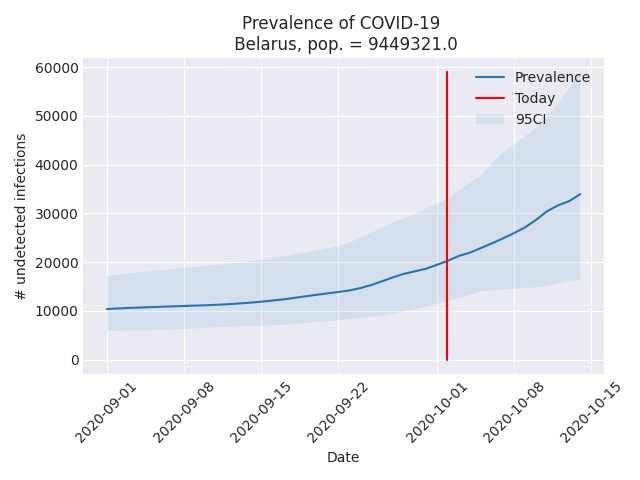 Prevalence of COVID-19
Belarus, pop. = 9449321.0
60000
50000
40000
30000
20000
10000
0
# undetected infections
Prevalence
Today
95CI
2020-09-01
2020-09-08
2020-09-15
2020-09-22
2020-10-01
2020-10-08
2020-10-15
Date